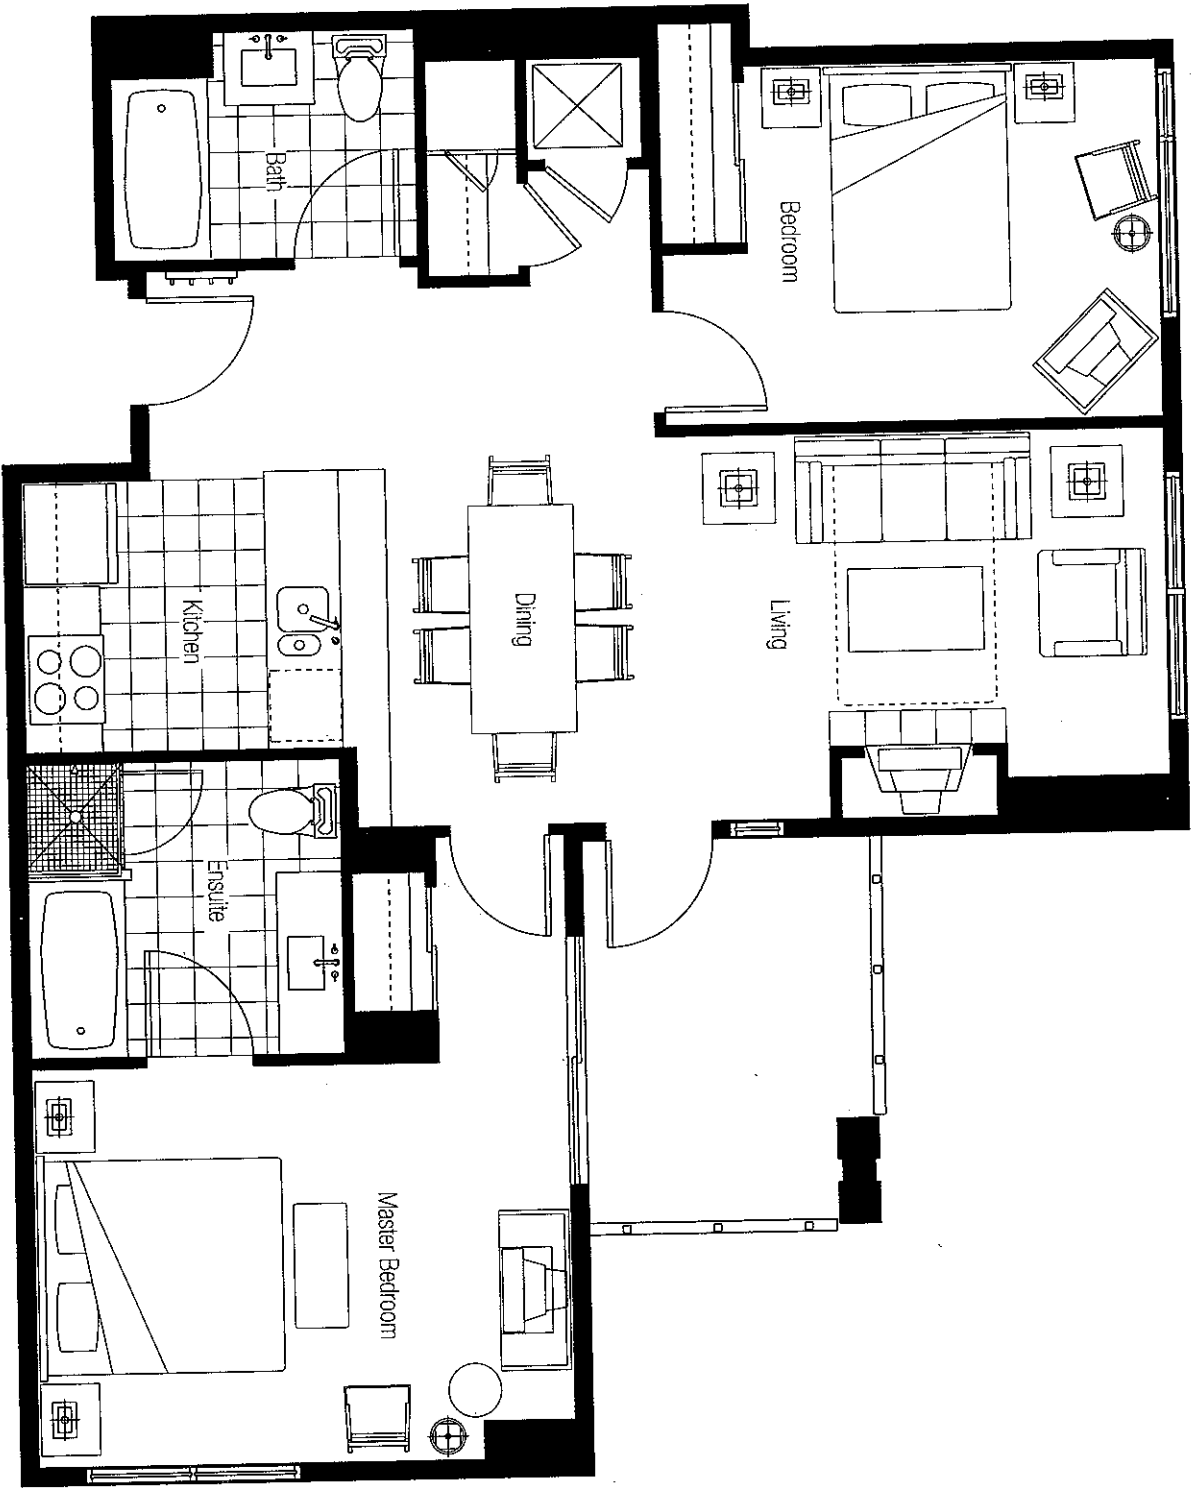 Bath
Bedroom
Kitchen
Dining
Living
Ensuite
Master Bedroom